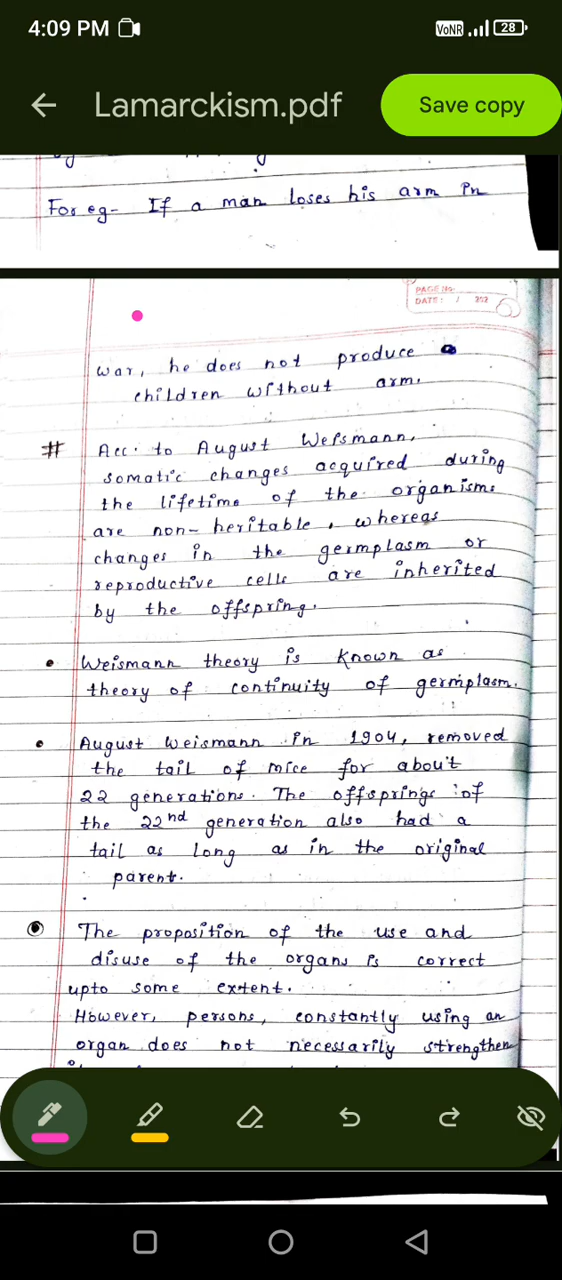 4:09 PM
VoNR
28
Lamarckism.pdf
Save copy
For eg- If a man loses his arm in
PAGE No.
DATE: / 202
war, he does not produce
children without arm.
# Acc. to August Weismann,
somatic changes acquired during
the lifetime of the organisms
are non-heritable, whereas
changes in the germplasm or
reproductive cells are inherited
by the offspring.
• Weismann theory is known as
theory of continuity of germplasm.
• August Weismann in 1904, removed
the tail of mice for about
22 generations. The offsprings of
the 22nd generation also had a
tail as long as in the original
parent.
The proposition of the use and
disuse of the organs is correct
upto some extent.
However, persons, constantly using an
organ does not necessarily strengthen